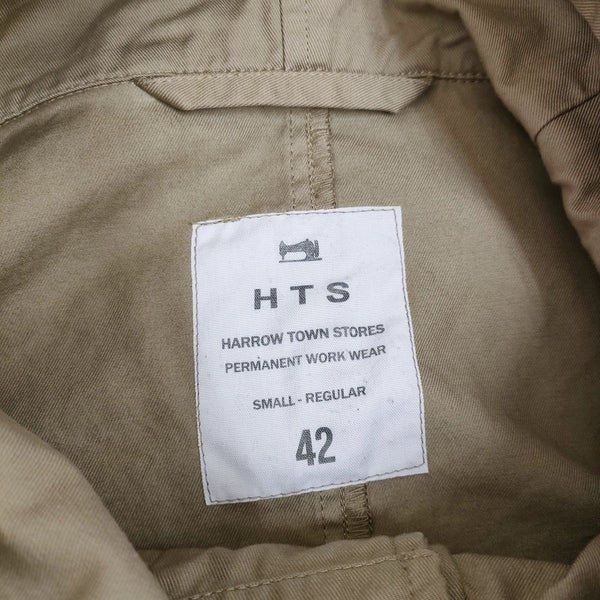 HTS
HARROW TOWN STORES
PERMANENT WORK WEAR
SMALL - REGULAR
42